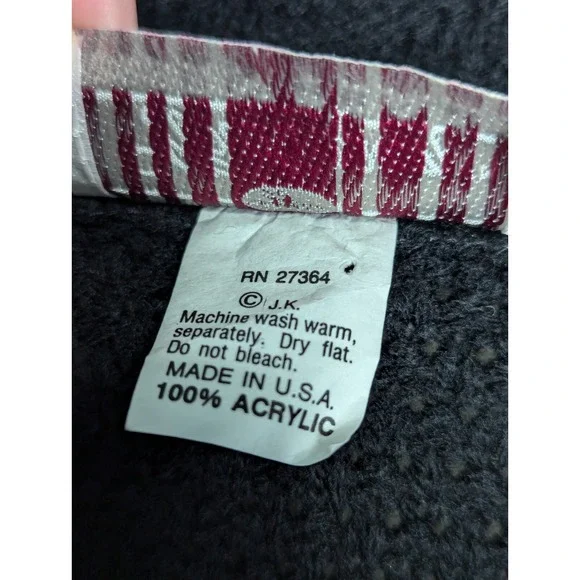 RN 27364
© J.K.
Machine wash warm,
separately. Dry flat.
Do not bleach.
MADE IN U.S.A.
100% ACRYLIC